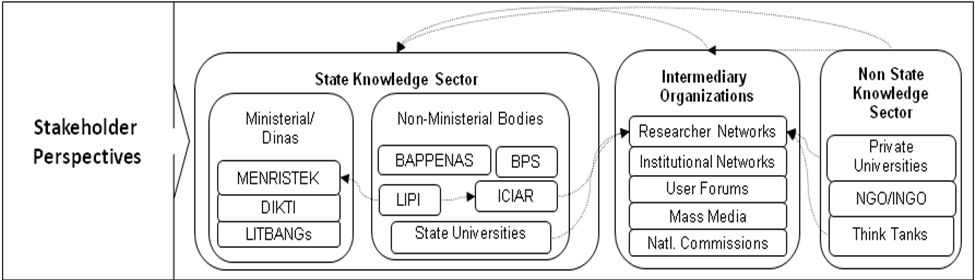 Stakeholder
Perspectives
State Knowledge Sector
Ministerial/
Dinas
MENRISTEK
DIKTI
LITBANGs
Non-Ministerial Bodies
BAPPENAS
BPS
LIPI
ICIAR
State Universities
Intermediary
Organizations
Researcher Networks
Institutional Networks
User Forums
Mass Media
Natl. Commissions
Non State
Knowledge
Sector
Private
Universities
NGO/INGO
Think Tanks